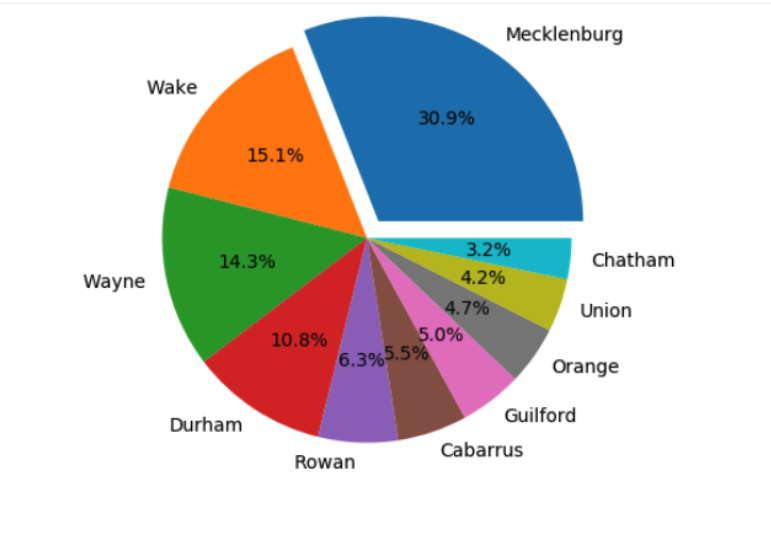 Mecklenburg
30.9%
Wake
15.1%
Wayne
14.3%
Durham
10.8%
Rowan
6.3%
Cabarrus
5.5%
Guilford
5.0%
Orange
4.7%
Union
4.2%
Chatham
3.2%